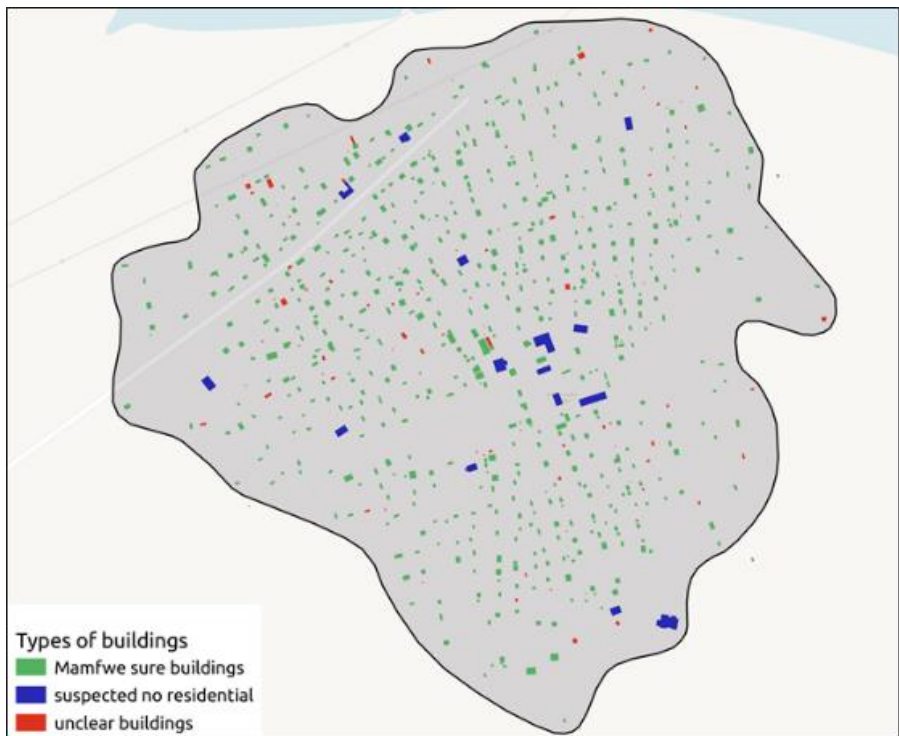 Types of buildings
Mamfwe sure buildings
suspected no residential
unclear buildings